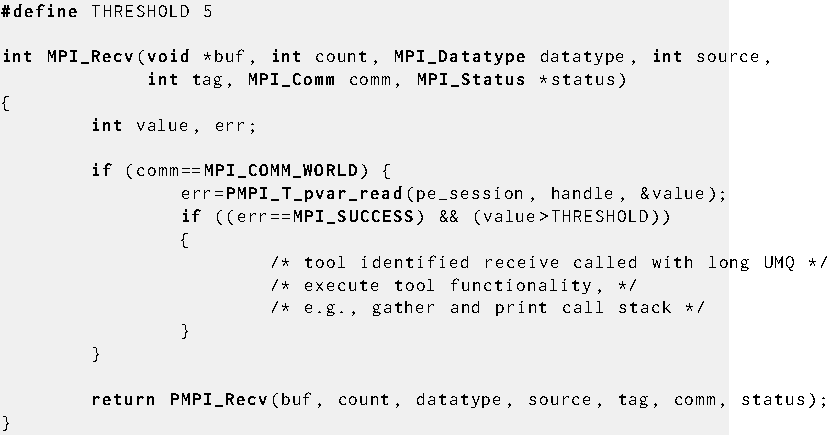 #define THRESHOLD 5
int MPI_Recv(void *buf, int count, MPI_Datatype datatype, int source,
int tag, MPI_Comm comm, MPI_Status *status)
{
int value, err;
if (comm==MPI_COMM_WORLD) {
err=PMPI_T_pvar_read(pe_session, handle, &value);
if ((err==MPI_SUCCESS) && (value>THRESHOLD))
{
/* tool identified receive called with long UMQ */
/* execute tool functionality, */
/* e.g., gather and print call stack */
}
}
return PMPI_Recv(buf, count, datatype, source, tag, comm, status);
}